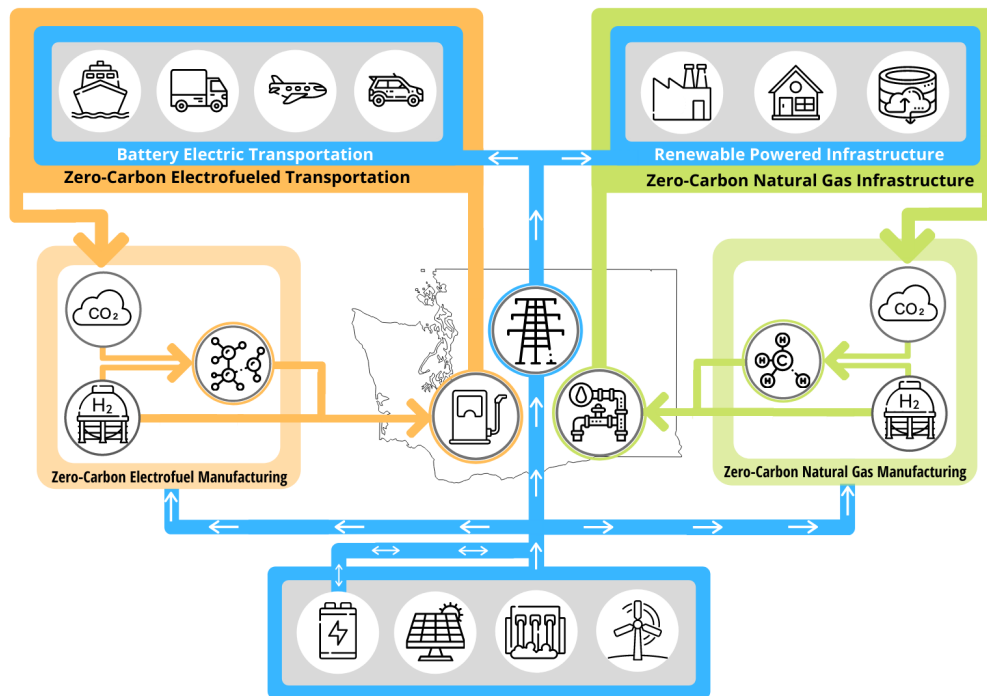 Battery Electric Transportation
Zero-Carbon Electrofueled Transportation
Renewable Powered Infrastructure
Zero-Carbon Natural Gas Infrastructure
CO₂
H₂
Zero-Carbon Electrofuel Manufacturing
CO₂
H
H
C
H
H
H₂
Zero-Carbon Natural Gas Manufacturing